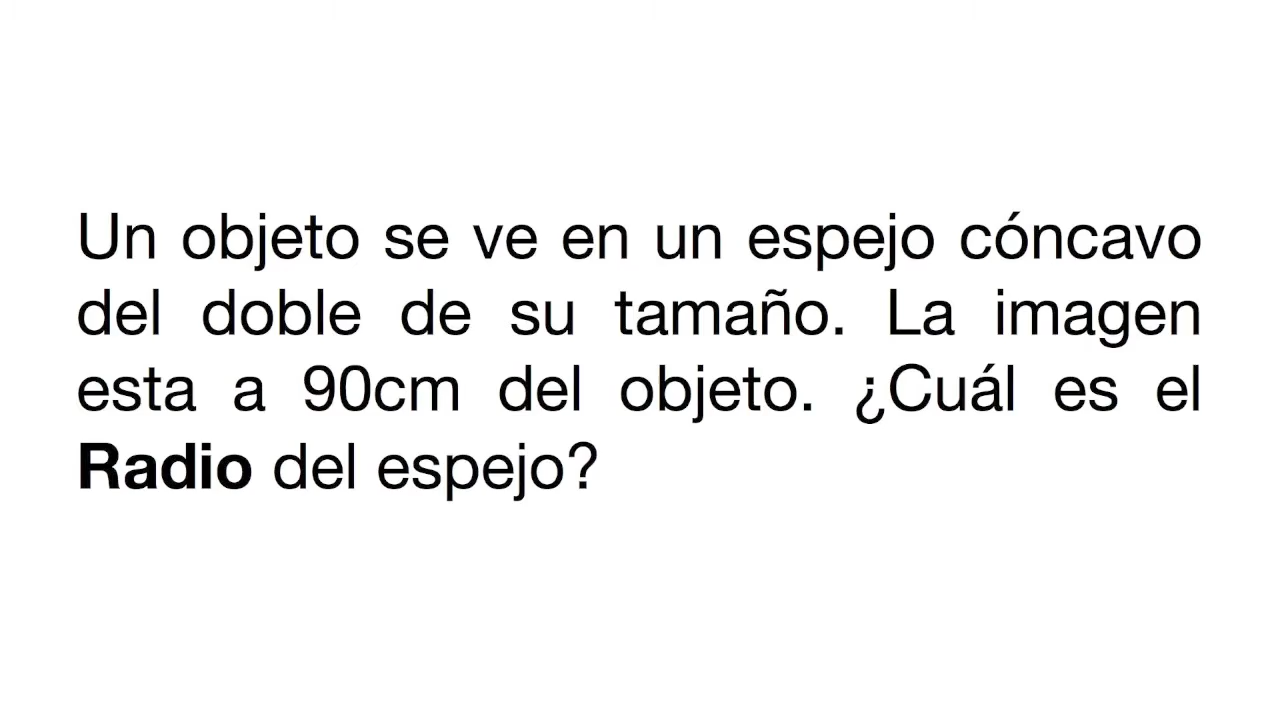 Un objeto se ve en un espejo cóncavo
del doble de su tamaño. La imagen
esta a 90cm del objeto. ¿Cuál es el
Radio del espejo?